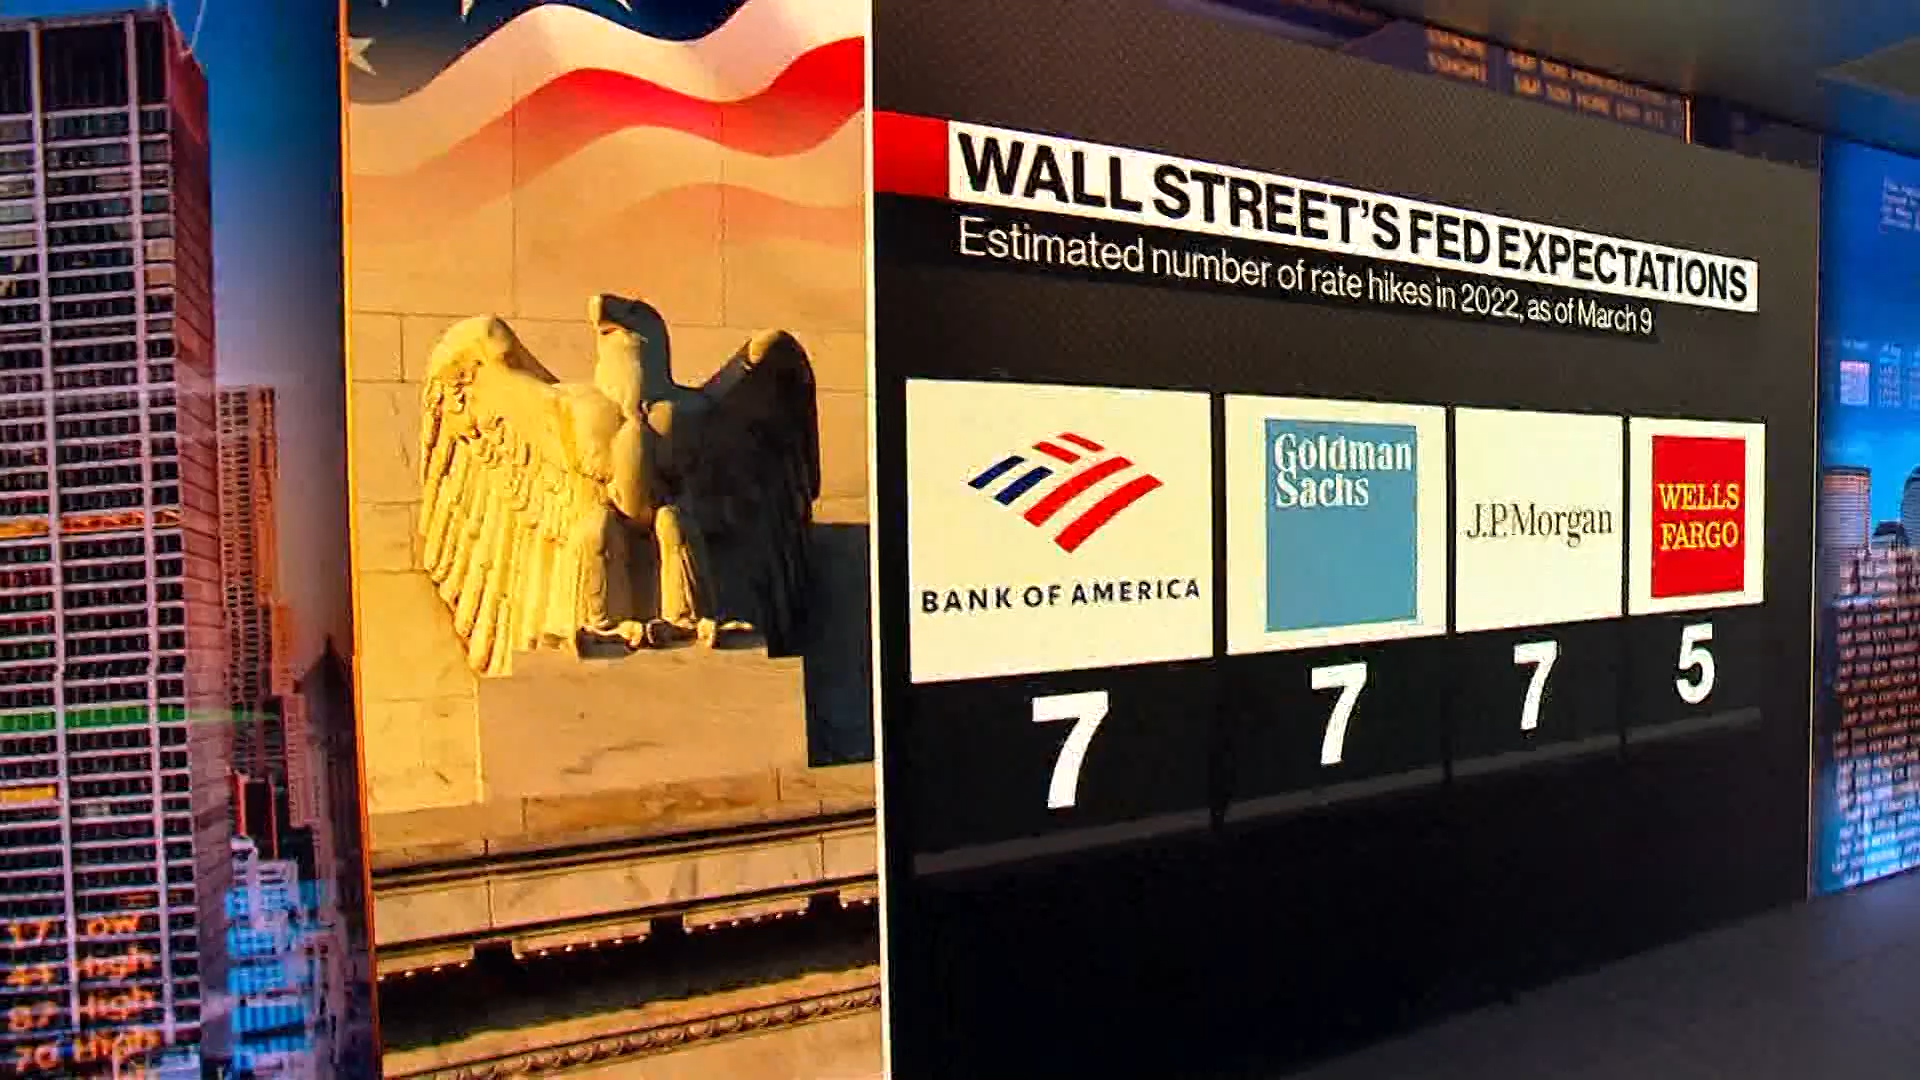 WALL STREET'S FED EXPECTATIONS
Estimated number of rate hikes in 2022, as of March 9
BANK OF AMERICA
Goldman
Sachs
J.P.Morgan
WELLS
FARGO
7
7
7
5
17 Low
High
87 High
70 High